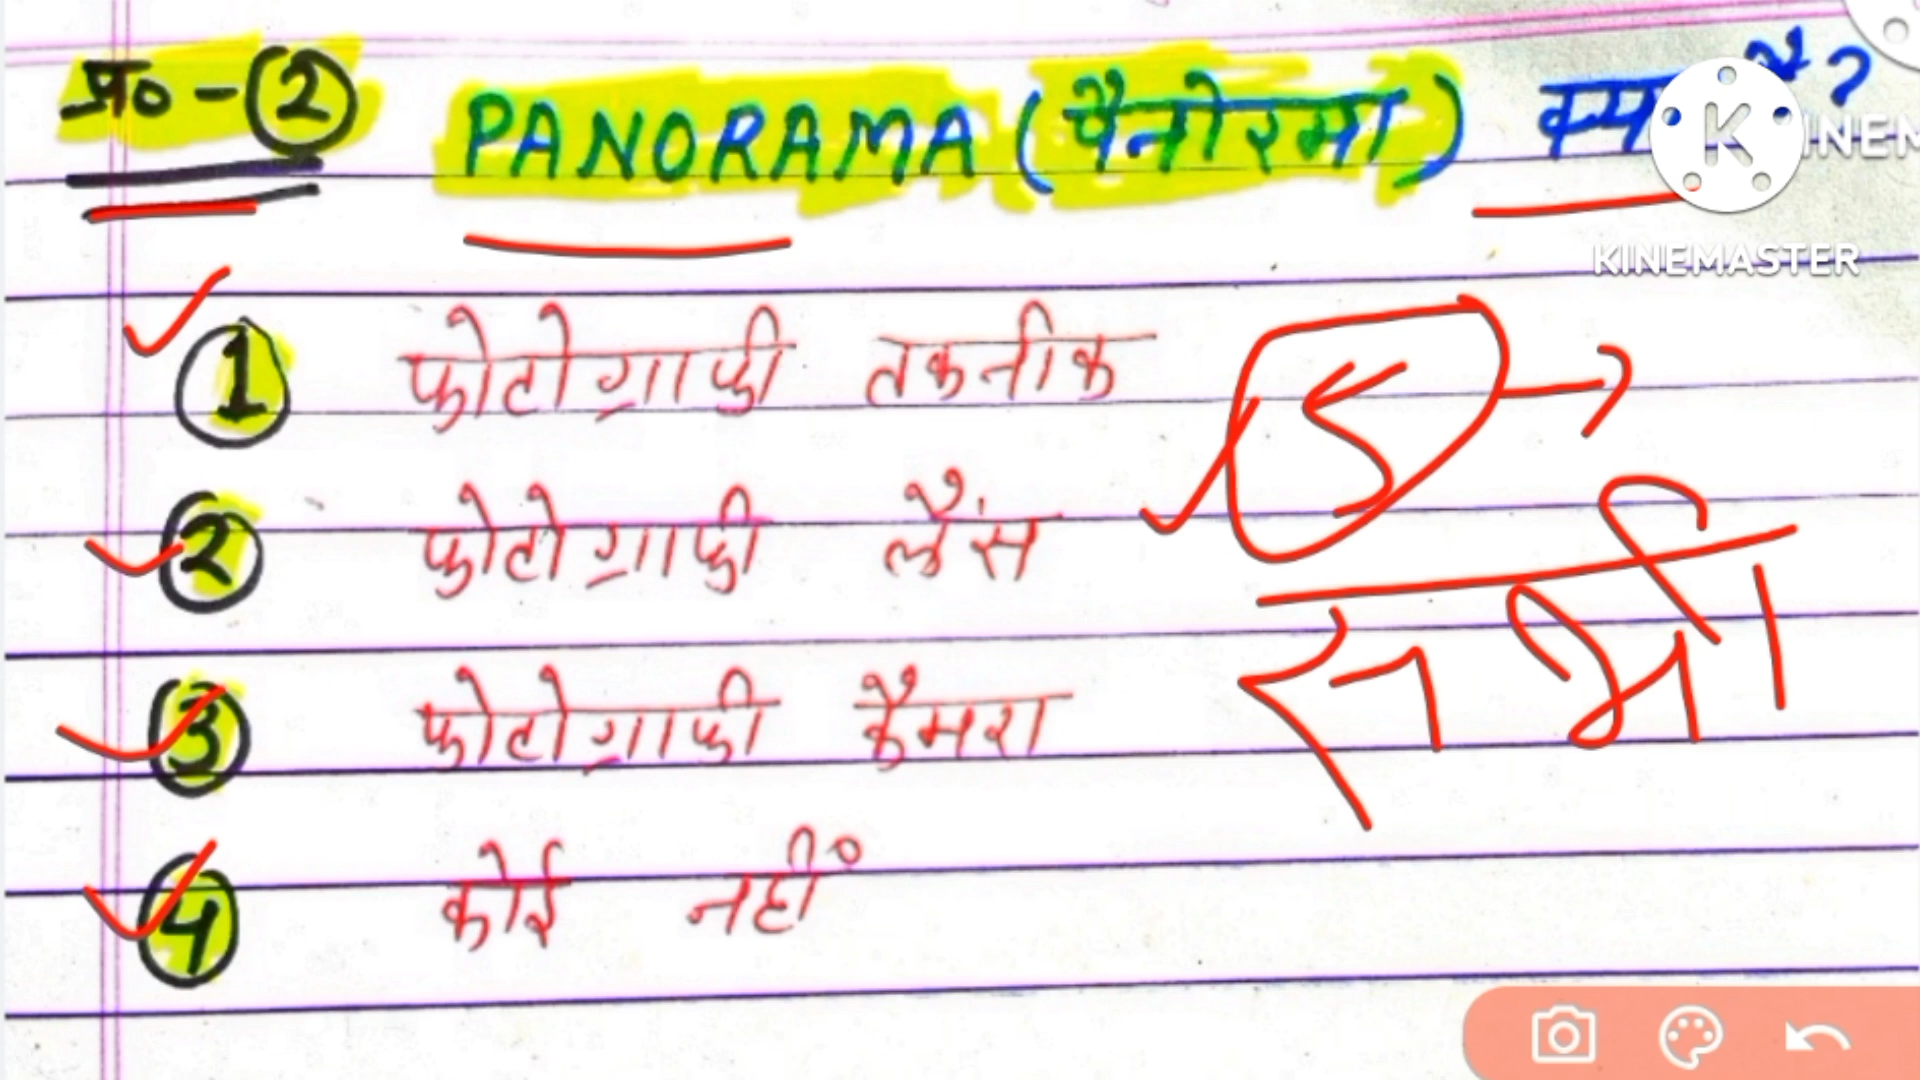 प्र०-② PANORAMA (पैनोरमा)
KINEMASTER
① फोटोग्राफी तकनीक
② फोटोग्राफी लैंस
③ फोटोग्राफी कैमरा
④ कोई नहीं
5 →
सभी